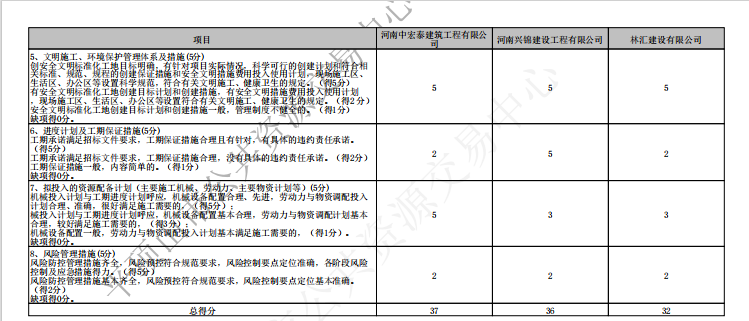 项目 河南中宏泰建筑工程有限公司 河南兴锦建设工程有限公司 林汇建设有限公司
5、文明施工、环境保护管理体系及措施(5分)
创安全文明标准化工地目标明确，有针对项目实际情况，科学可行的创建计划和符合相
关标准、规范、规程的创建保证措施和安全文明措施费用投入使用计划，现场施工区、
生活区、办公区等设置科学规范，符合有关文明施工、健康卫生的规定。（得5分）
有安全文明标准化工地创建目标计划和创建措施，有安全文明措施费用投入使用计划
，现场施工区、生活区、办公区等设置符合有关文明施工、健康卫生的规定。（得2分）
安全文明标准化工地创建目标计划和创建措施一般，管理制度不健全的。（得1分）
缺项得0分。
5 5 5
6、进度计划及工期保证措施(5分)
工期承诺满足招标文件要求，工期保证措施合理且有针对，有具体的违约责任承诺。
（得5分）
工期承诺满足招标文件要求，工期保证措施合理，没有具体的违约责任承诺。（得2分）
工期保证措施一般，内容简单的。（得1分）
缺项得0分。
2 5 2
7、拟投入的资源配备计划（主要施工机械、劳动力、主要物资计划等）(5分)
机械投入计划与工期进度计划呼应，机械设备配置合理、先进，劳动力与物资调配投入
计划合理、准确，很好满足施工需要的，（得5分）；
械投入计划与工期进度计划呼应，机械设备配置基本合理，劳动力与物资调配计划基本
合理，较好满足施工需要的，（得3分）；
机械设备配置一般，劳动力与物资调配投入计划基本满足施工需要的，（得1分）。
缺项得0分。
5 3 3
8、风险管理措施(5分)
风险防控管理措施齐全，风险预控符合规范要求，风险控制要点定位准确，各阶段风险
控制及应急措施得力。（得5分）
风险防控管理措施基本齐全，风险预控符合规范要求，风险控制要点定位基本准确。
（得2分）
缺项得0分。
2 2 2
总得分 37 36 32